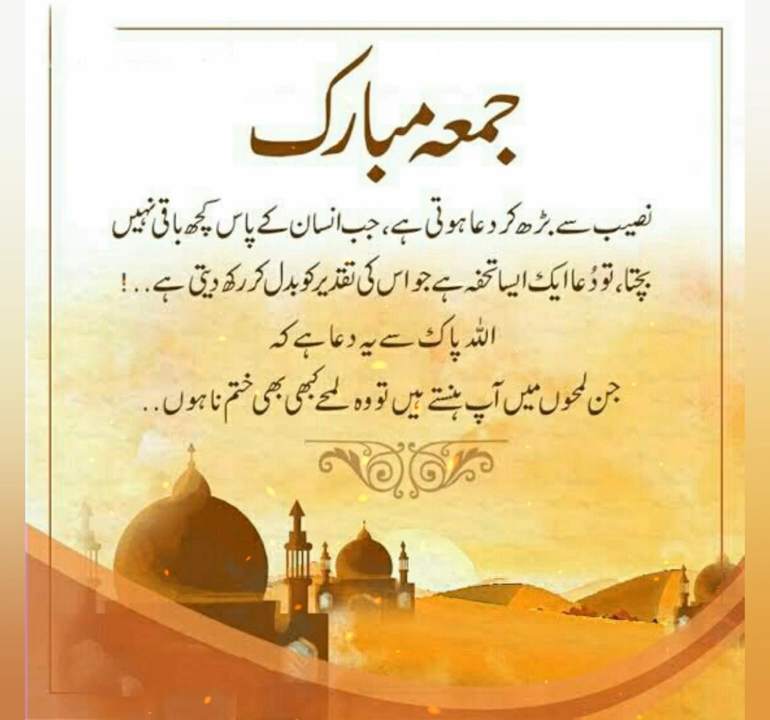 جمعہ مبارک
نصیب سے بڑھ کر دعا ہوتی ہے، جب انسان کے پاس کچھ باقی نہیں
بچتا، تو دُعا ایک ایسا تحفہ ہے جو اس کی تقدیر کو بدل کر رکھ دیتی ہے..!
اللہ پاک سے یہ دعا ہے کہ
جن لمحوں میں آپ ہنستے ہیں تو وہ لمحے کبھی بھی ختم نا ہوں..